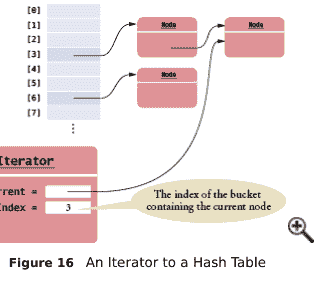 [0]
[1]
[2]
[3]
[4]
[5]
[6]
[7]
Node
Node
Node
Iterator
rrent =
Index = 3
The index of the bucket
containing the current node
Figure 16 An Iterator to a Hash Table